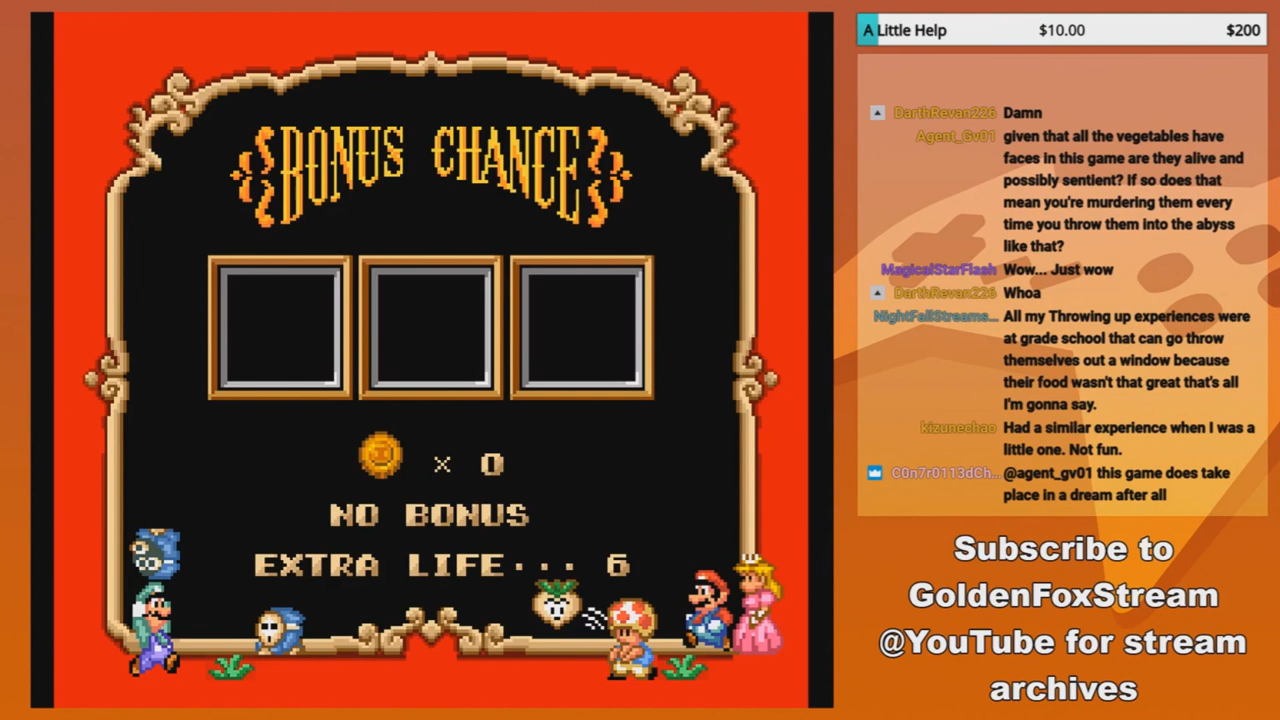 BONUS CHANCE
× 0
NO BONUS
EXTRA LIFE··· 6
A Little Help $10.00 $200
DarthRevan226 Damn
Agent_Gv01 given that all the vegetables have
faces in this game are they alive and
possibly sentient? If so does that
mean you're murdering them every
time you throw them into the abyss
like that?
MagicalStarFlash Wow... Just wow
DarthRevan226 Whoa
NightFallStreams... All my Throwing up experiences were
at grade school that can go throw
themselves out a window because
their food wasn't that great that's all
I'm gonna say.
kizunechao Had a similar experience when I was a
little one. Not fun.
C0n7r0113dCh... @agent_gv01 this game does take
place in a dream after all
Subscribe to
GoldenFoxStream
@YouTube for stream
archives